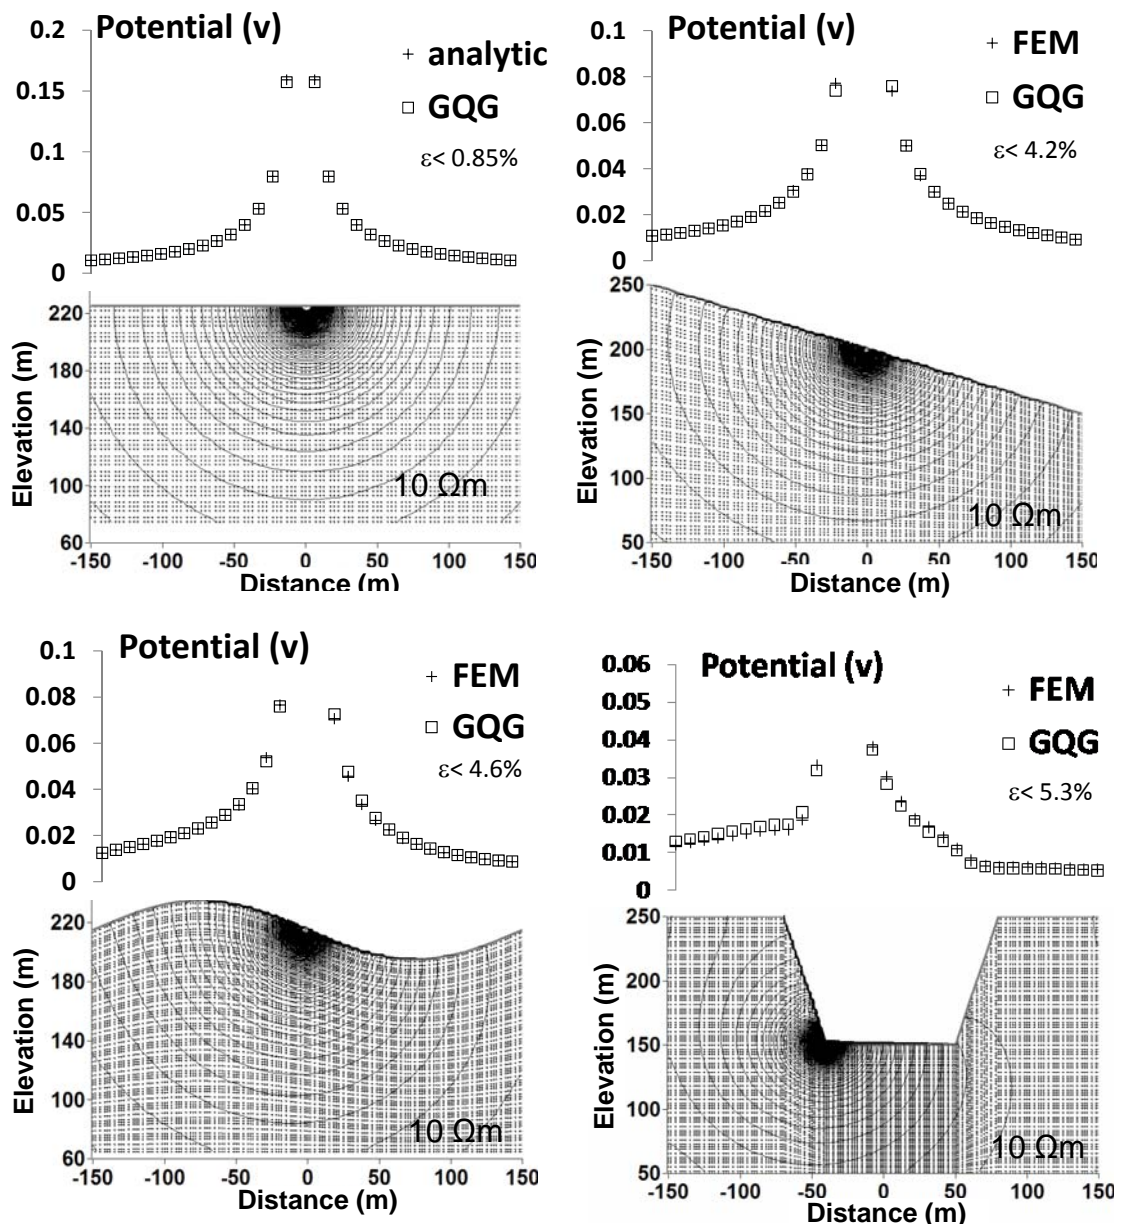 Potential (v)
0.2
0.15
0.1
0.05
0
+ analytic
□ GQG
ε< 0.85%
Elevation (m)
220
180
140
100
60
10 Ωm
-150 -100 -50 0 50 100 150
Distance (m)
Potential (v)
0.1
0.08
0.06
0.04
0.02
0
+ FEM
□ GQG
ε< 4.2%
Elevation (m)
250
200
150
100
50
10 Ωm
-150 -100 -50 0 50 100 150
Distance (m)
Potential (v)
0.1
0.08
0.06
0.04
0.02
0
+ FEM
□ GQG
ε< 4.6%
Elevation (m)
220
180
140
100
60
10 Ωm
-150 -100 -50 0 50 100 150
Distance (m)
Potential (v)
0.06
0.05
0.04
0.03
0.02
0.01
0
+ FEM
□ GQG
ε< 5.3%
Elevation (m)
250
200
150
100
50
10 Ωm
-150 -100 -50 0 50 100 150
Distance (m)